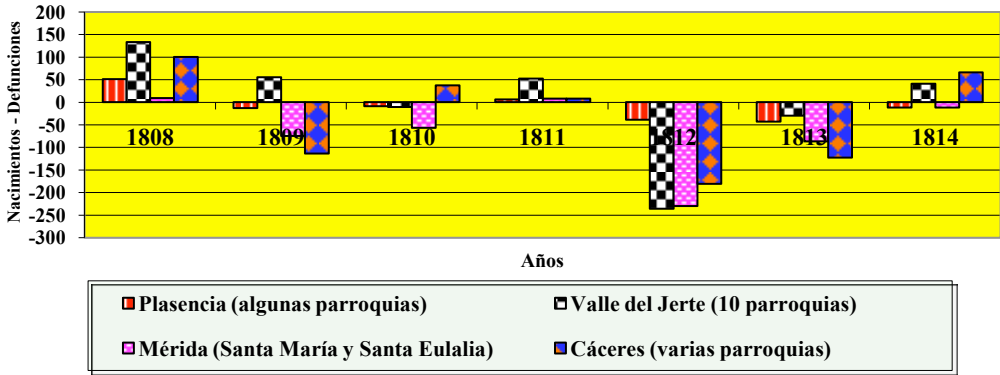 Nacimientos - Defunciones
200
150
100
50
0
-50
-100
-150
-200
-250
-300
1808 1809 1810 1811 812 1813 1814
Años
Plasencia (algunas parroquias) Valle del Jerte (10 parroquias)
Mérida (Santa María y Santa Eulalia) Cáceres (varias parroquias)